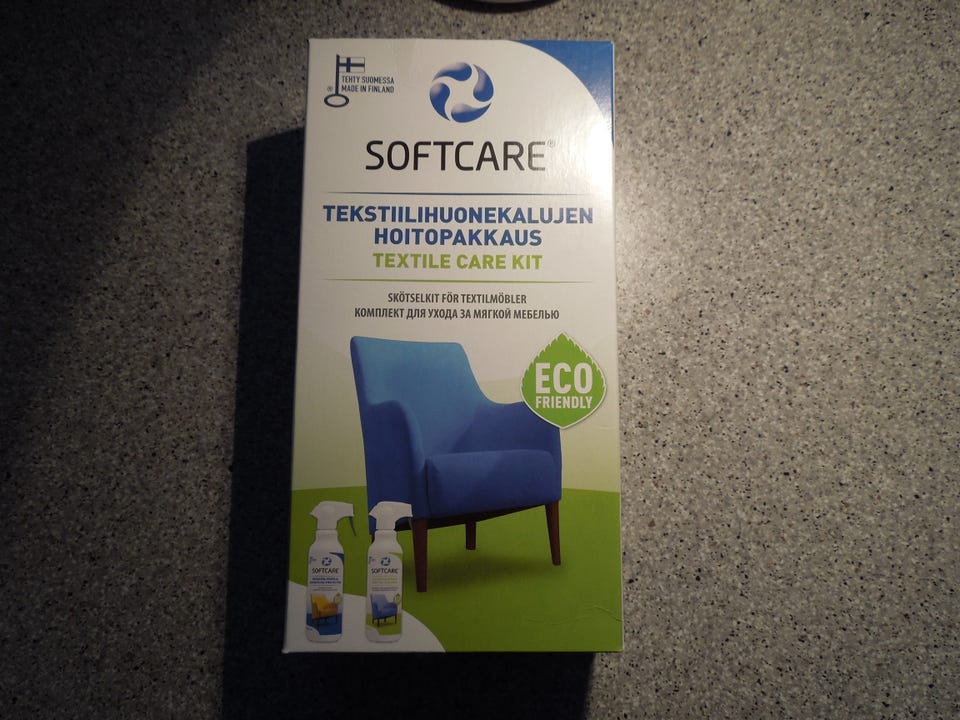 TEHTY SUOMESSA
® MADE IN FINLAND
SOFTCARE®
TEKSTIILIHUONEKALUJEN
HOITOPAKKAUS
TEXTILE CARE KIT
SKÖTSELKIT FÖR TEXTILMÖBLER
КОМПЛЕКТ ДЛЯ УХОДА ЗА МЯГКОЙ МЕБЕЛЬЮ
ECO
FRIENDLY
SOFTCARE
SOFTCARE